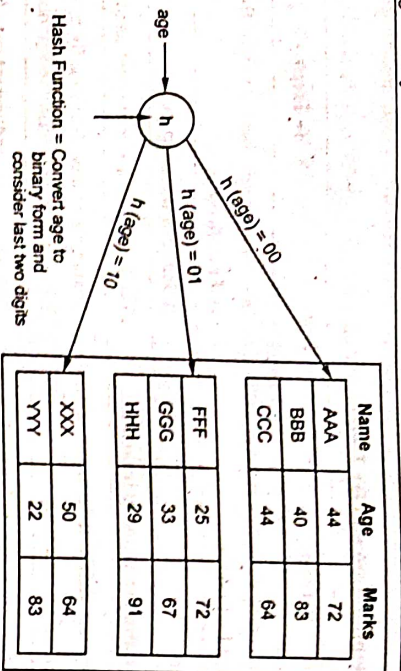 age
h
h (age) = 00
h (age) = 01
h (age) = 10
Hash Function = Convert age to
binary form and
consider last two digits
Name Age Marks
AAA 44 72
BBB 40 83
CCC 44 64
FFF 25 72
GGG 33 67
HHH 29 91
XXX 50 64
YYY 22 83